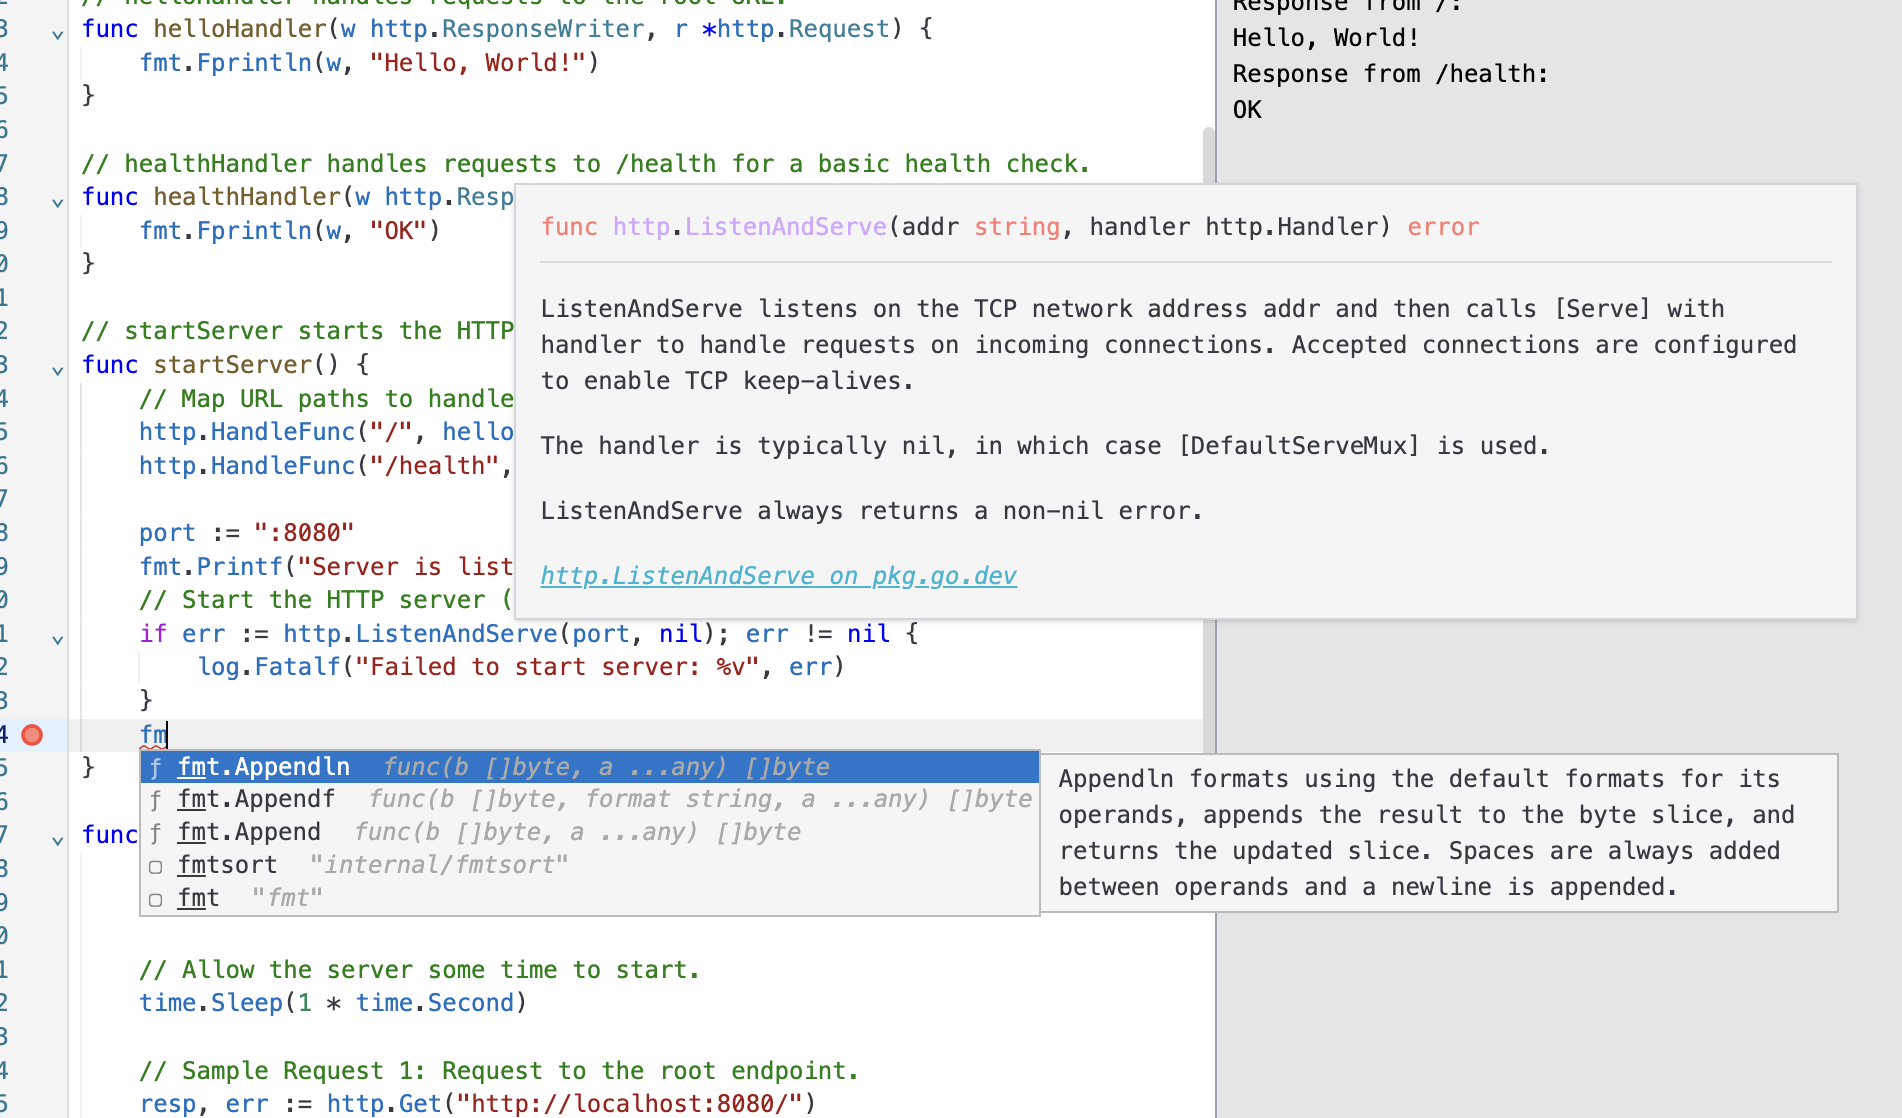 // helloHandler handles requests to the root URL.
3 func helloHandler(w http.ResponseWriter, r *http.Request) {
4 fmt.Fprintln(w, "Hello, World!")
5 }
6
7 // healthHandler handles requests to /health for a basic health check.
8 func healthHandler(w http.Resp
9 fmt.Fprintln(w, "OK")
0 }
1
2 // startServer starts the HTTP
3 func startServer() {
4 // Map URL paths to handle
5 http.HandleFunc("/", hello
6 http.HandleFunc("/health",
7
8 port := ":8080"
9 fmt.Printf("Server is list
0 // Start the HTTP server (
1 if err := http.ListenAndServe(port, nil); err != nil {
2 log.Fatalf("Failed to start server: %v", err)
3 }
4 fm
5 }
6
7 func
8
9
0
1 // Allow the server some time to start.
2 time.Sleep(1 * time.Second)
3
4 // Sample Request 1: Request to the root endpoint.
5 resp, err := http.Get("http://localhost:8080/")
func http.ListenAndServe(addr string, handler http.Handler) error
ListenAndServe listens on the TCP network address addr and then calls [Serve] with
handler to handle requests on incoming connections. Accepted connections are configured
to enable TCP keep-alives.
The handler is typically nil, in which case [DefaultServeMux] is used.
ListenAndServe always returns a non-nil error.
http.ListenAndServe on pkg.go.dev
ƒ fmt.Appendln func(b []byte, a ...any) []byte
ƒ fmt.Appendf func(b []byte, format string, a ...any) []byte
ƒ fmt.Append func(b []byte, a ...any) []byte
fmtsort "internal/fmtsort"
fmt "fmt"
Appendln formats using the default formats for its
operands, appends the result to the byte slice, and
returns the updated slice. Spaces are always added
between operands and a newline is appended.
Response from /:
Hello, World!
Response from /health:
OK